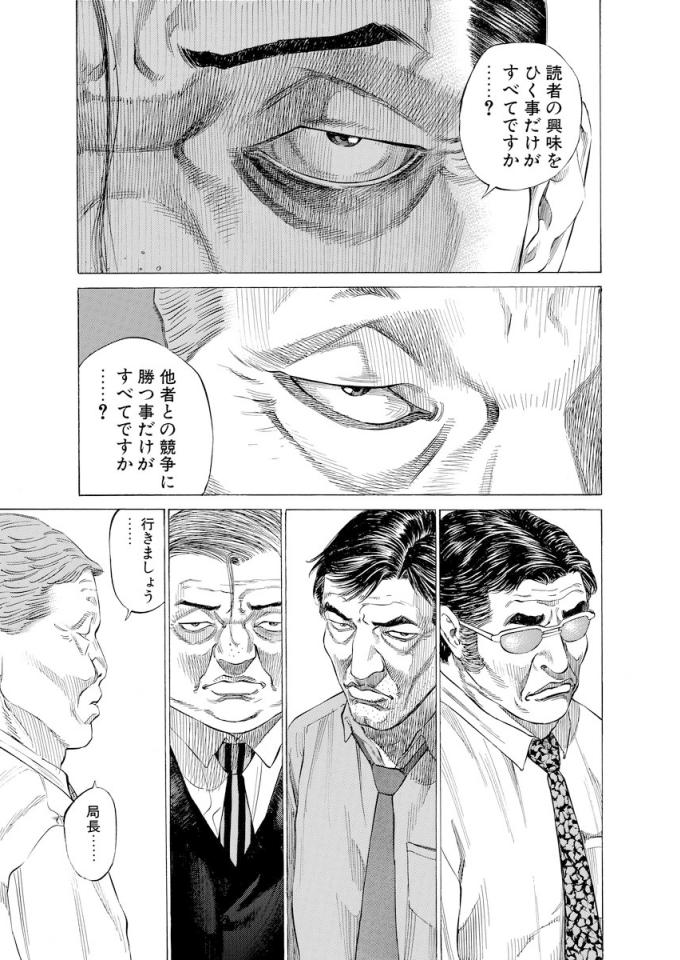 読者の興味を
ひく事だけが
すべてですか
……？
他者との競争に
勝つ事だけが
すべてですか
……？
行きましょう
……
局長……